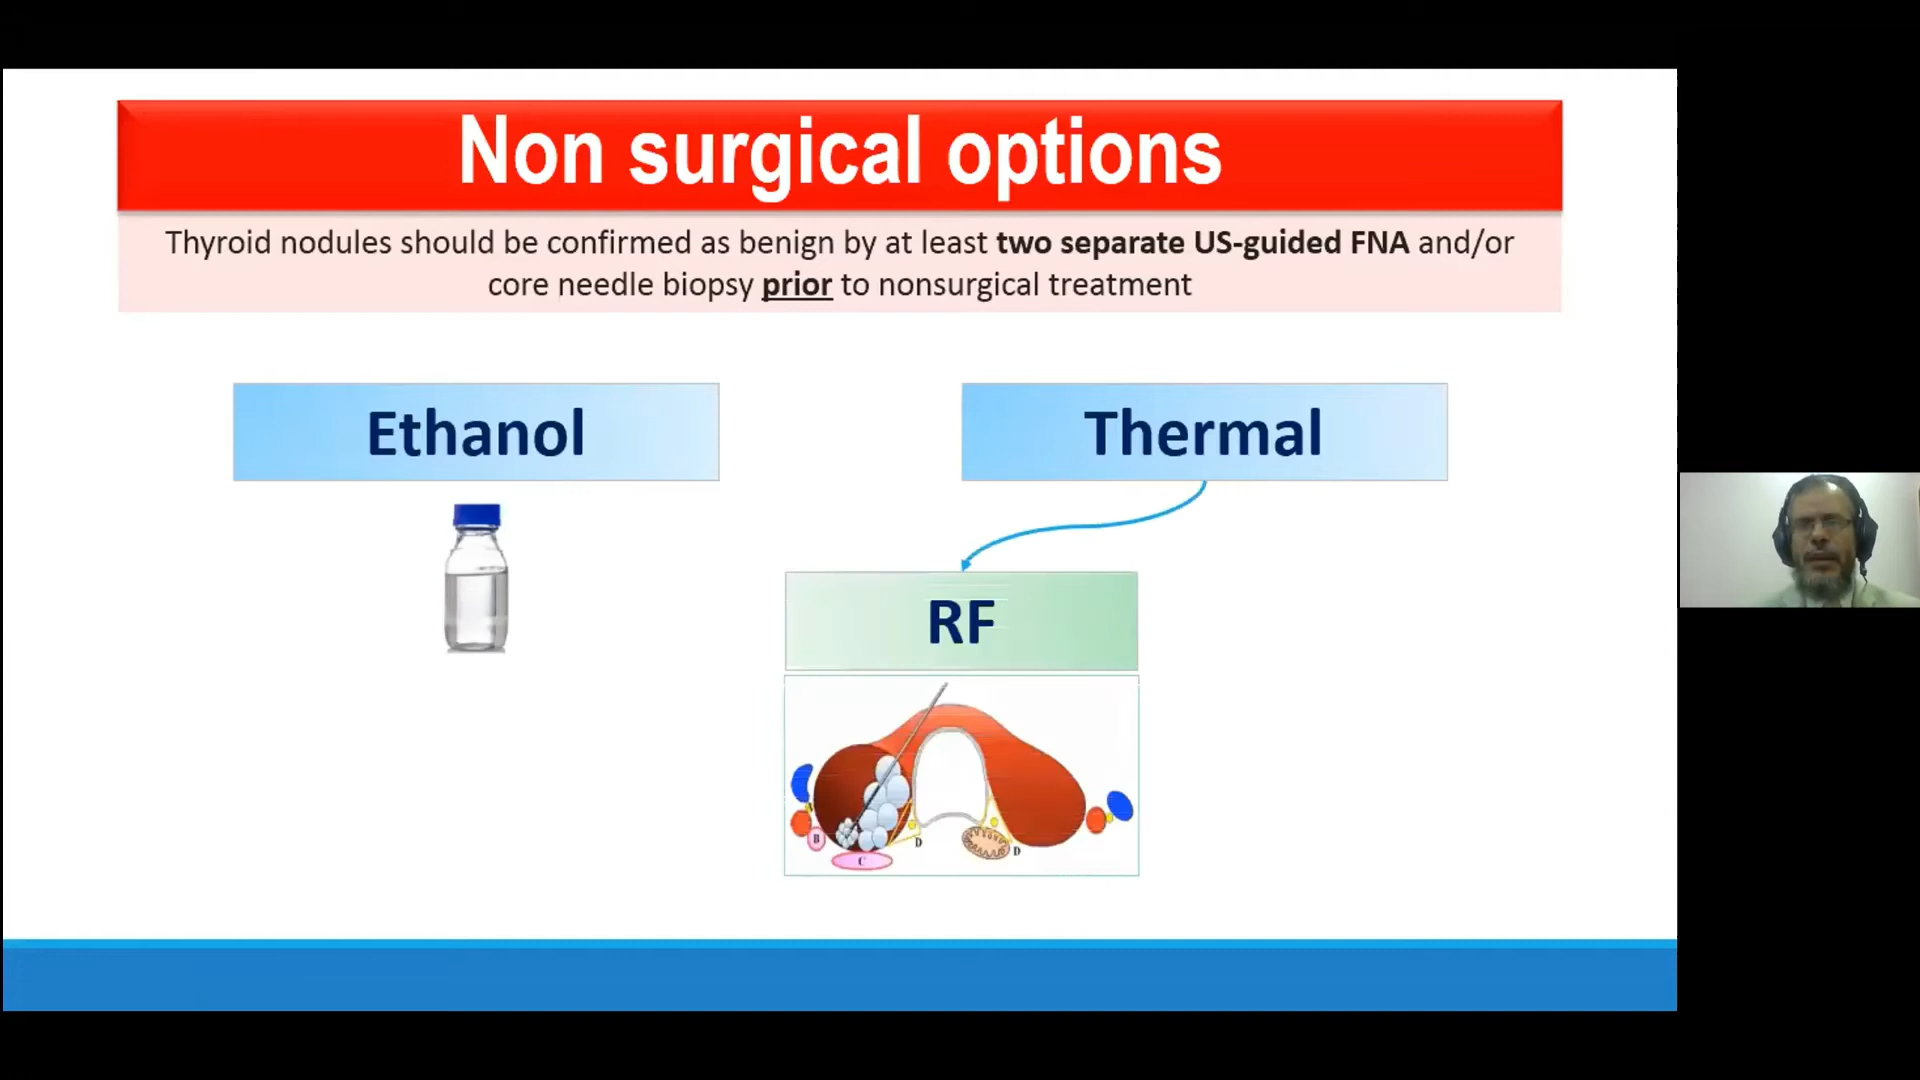 Non surgical options
Thyroid nodules should be confirmed as benign by at least two separate US-guided FNA and/or
core needle biopsy prior to nonsurgical treatment
Ethanol
Thermal
RF
B
C
D
D